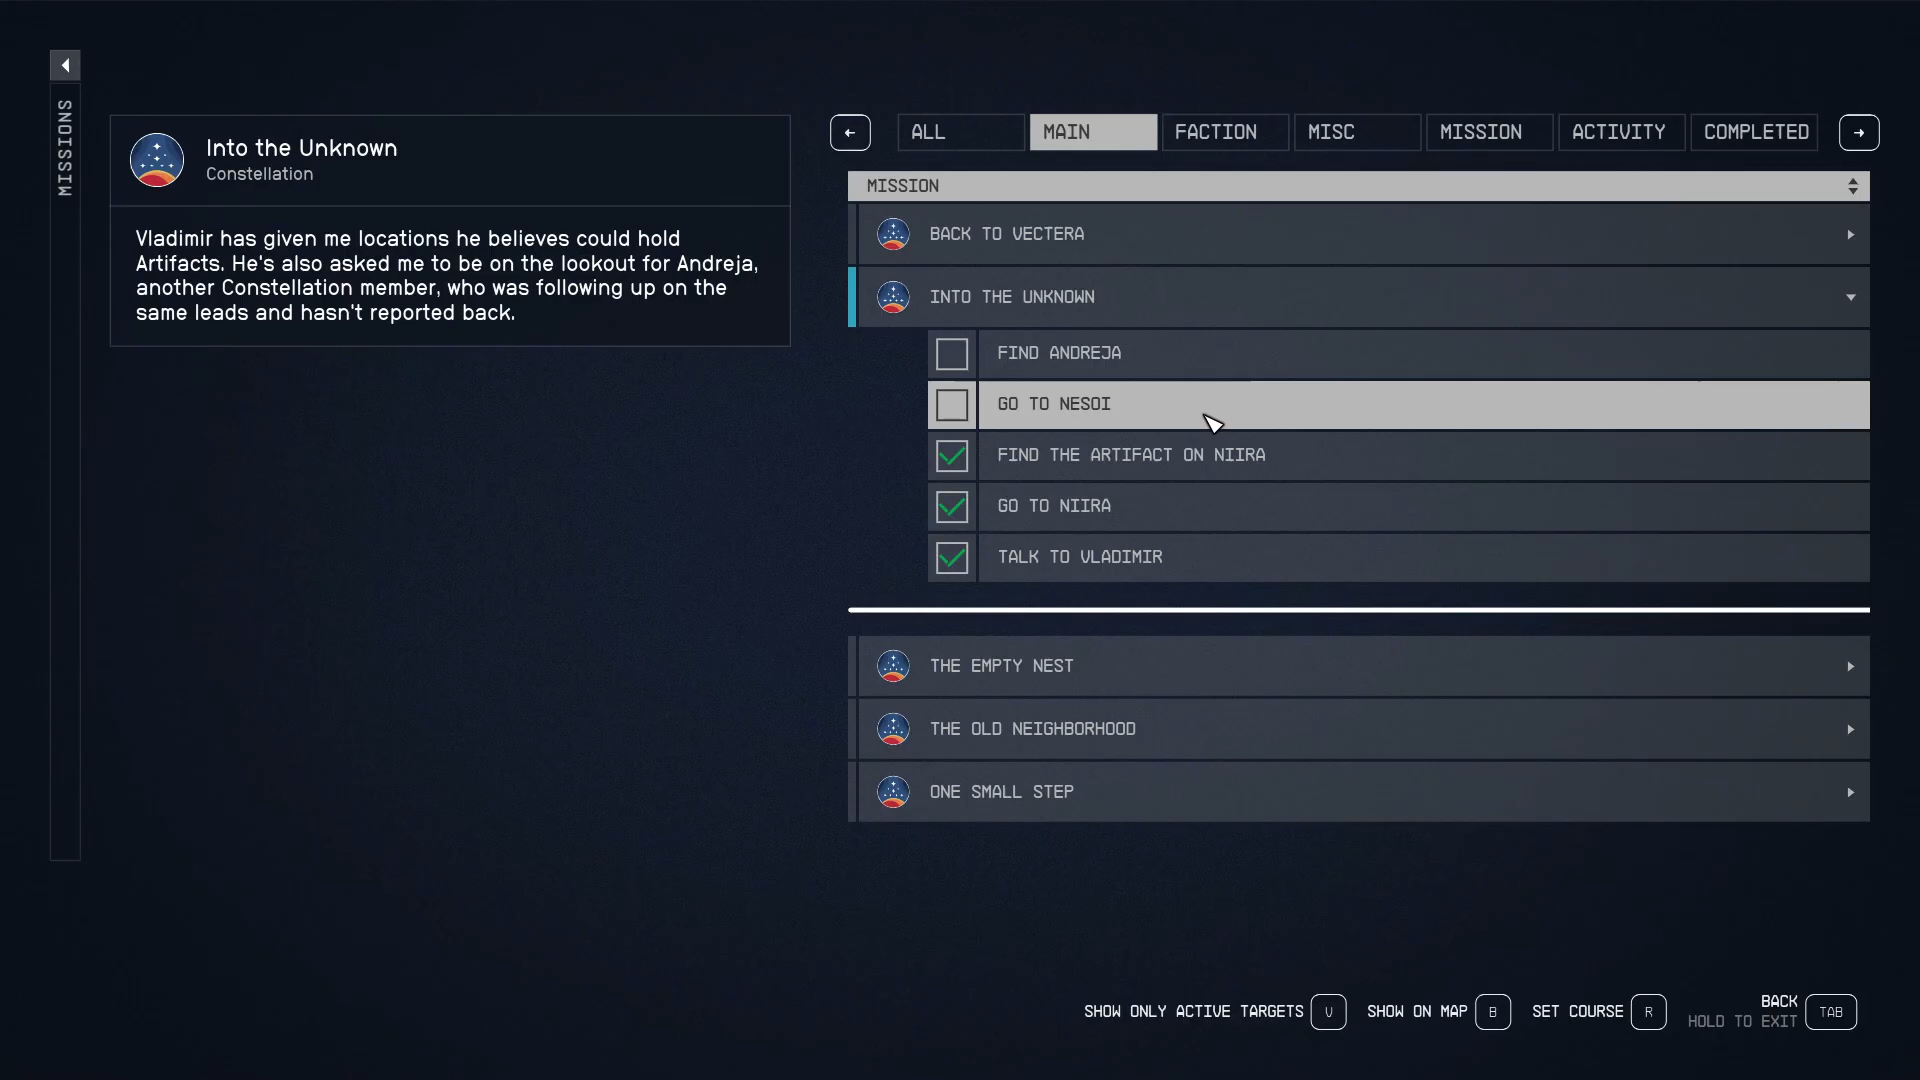 MISSIONS
Into the Unknown
Constellation
Vladimir has given me locations he believes could hold
Artifacts. He's also asked me to be on the lookout for Andreja,
another Constellation member, who was following up on the
same leads and hasn't reported back.
ALL MAIN FACTION MISC MISSION ACTIVITY COMPLETED
MISSION
BACK TO VECTERA
INTO THE UNKNOWN
FIND ANDREJA
GO TO NESOI
FIND THE ARTIFACT ON NIIRA
GO TO NIIRA
TALK TO VLADIMIR
THE EMPTY NEST
THE OLD NEIGHBORHOOD
ONE SMALL STEP
SHOW ONLY ACTIVE TARGETS V SHOW ON MAP B SET COURSE R BACK TAB
HOLD TO EXIT